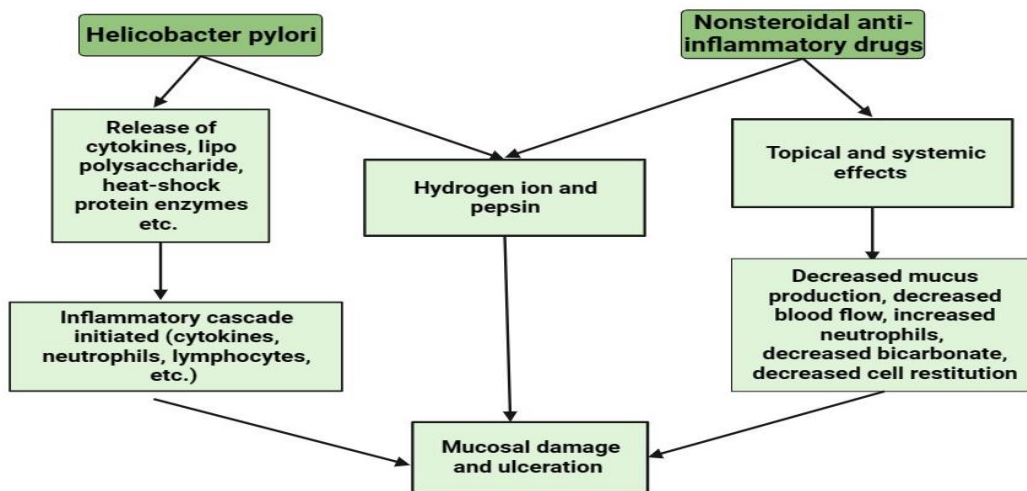 Helicobacter pylori
Nonsteroidal anti-
inflammatory drugs
Release of
cytokines, lipo
polysaccharide,
heat-shock
protein enzymes
etc.
Hydrogen ion and
pepsin
Topical and systemic
effects
Inflammatory cascade
initiated (cytokines,
neutrophils, lymphocytes,
etc.)
Decreased mucus
production, decreased
blood flow, increased
neutrophils,
decreased bicarbonate,
decreased cell restitution
Mucosal damage
and ulceration